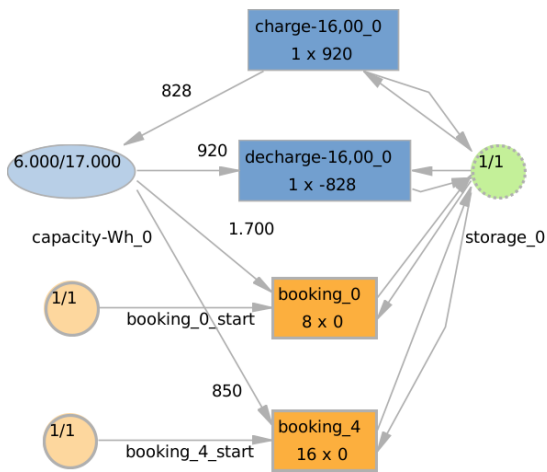 charge-16,00_0
1 x 920
828
6.000/17.000
920
decharge-16,00_0
1 x -828
1/1
capacity-Wh_0
1.700
storage_0
1/1
booking_0
8 x 0
booking_0_start
850
1/1
booking_4
16 x 0
booking_4_start